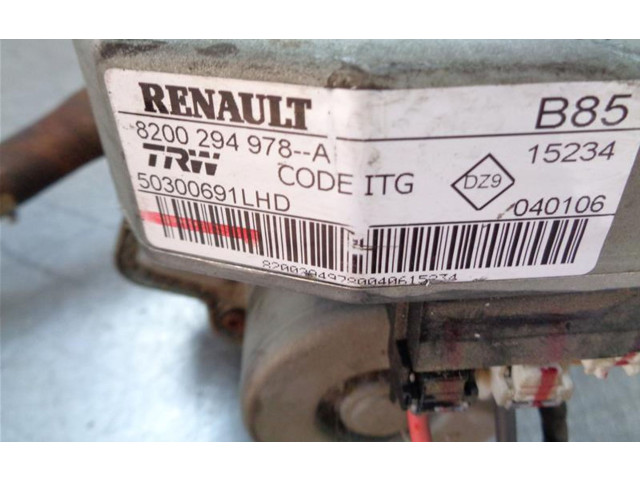 RENAULT
B85
8200 294 978--A
15234
TRW
CODE ITG
DZ9
50300691LHD
040106